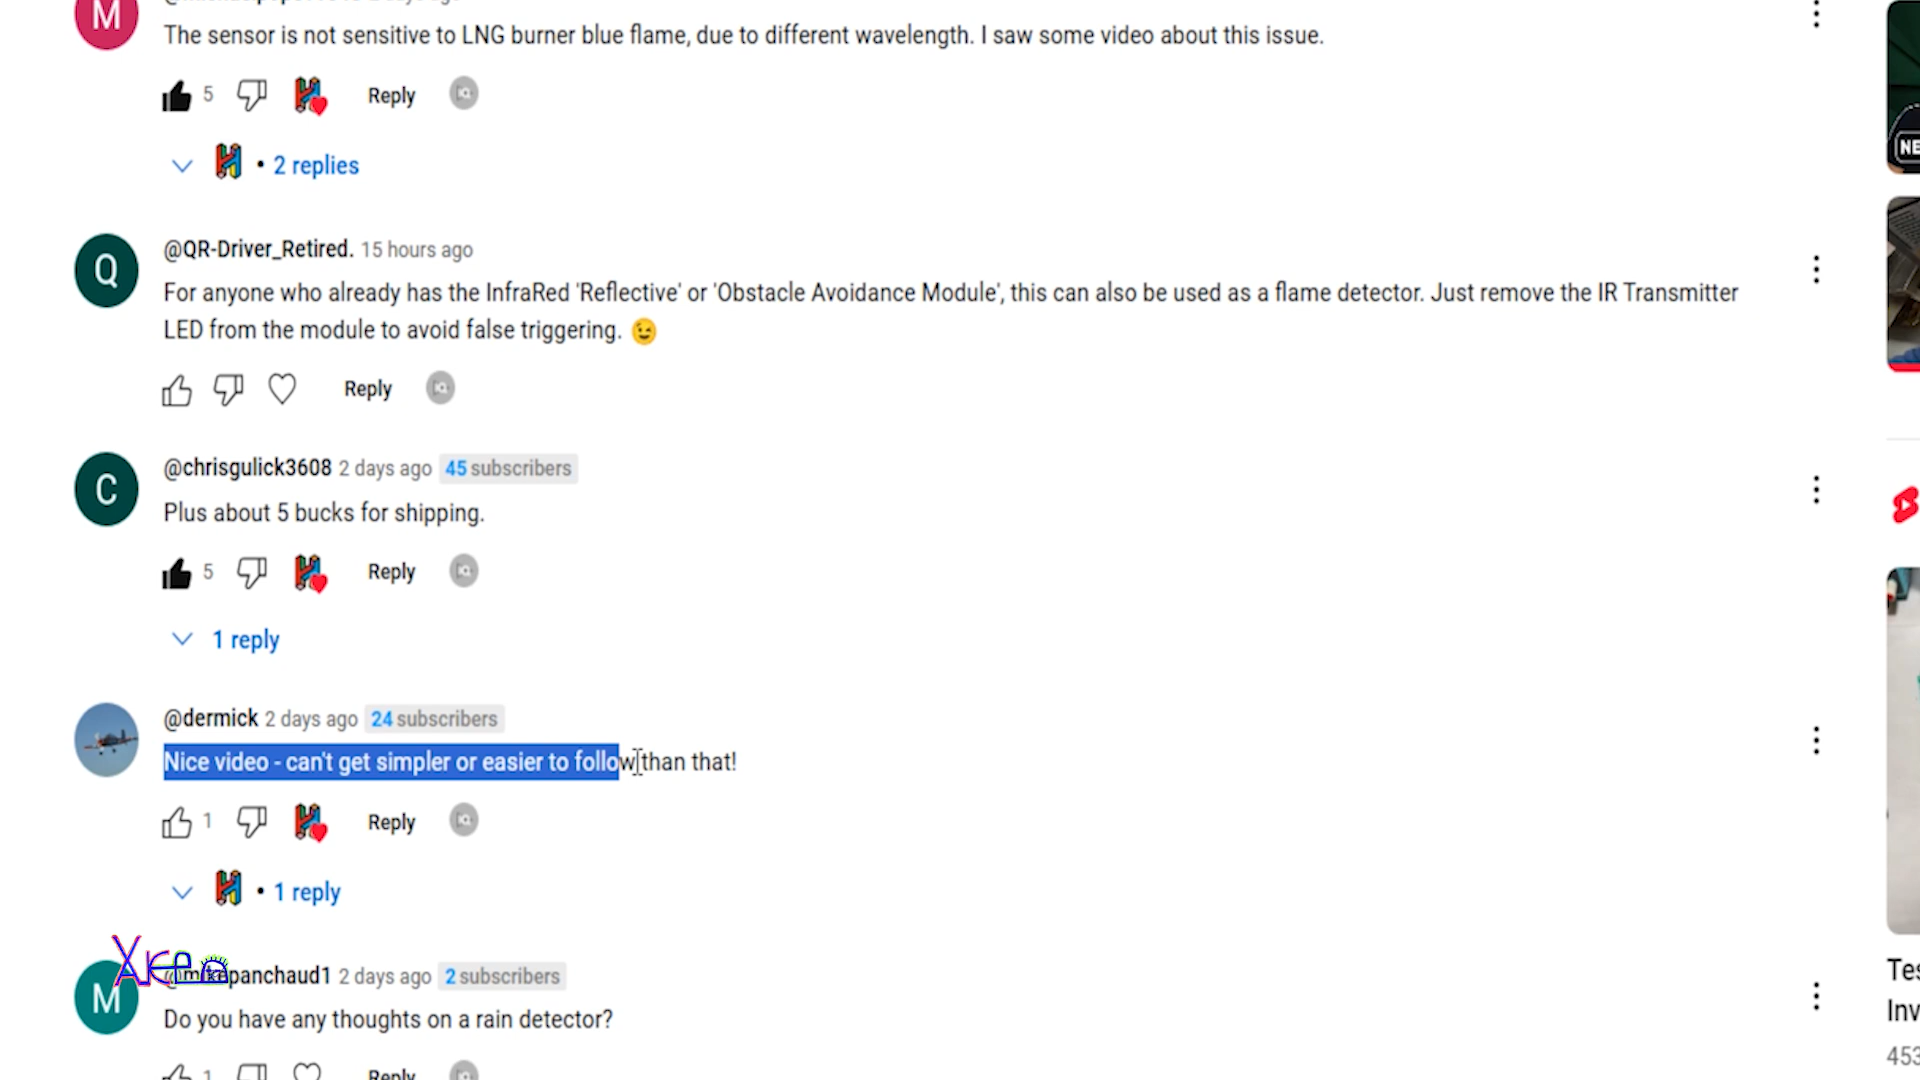 M
The sensor is not sensitive to LNG burner blue flame, due to different wavelength. I saw some video about this issue.
5 Reply
• 2 replies
Q
@QR-Driver_Retired. 15 hours ago
For anyone who already has the InfraRed 'Reflective' or 'Obstacle Avoidance Module', this can also be used as a flame detector. Just remove the IR Transmitter
LED from the module to avoid false triggering. 😉
Reply
C
@chrisgulick3608 2 days ago 45 subscribers
Plus about 5 bucks for shipping.
5 Reply
1 reply
@dermick 2 days ago 24 subscribers
Nice video - can't get simpler or easier to follow than that!
1 Reply
• 1 reply
M
2 days ago 2 subscribers
Do you have any thoughts on a rain detector?
1 Reply
NE
Tes
Inv
453